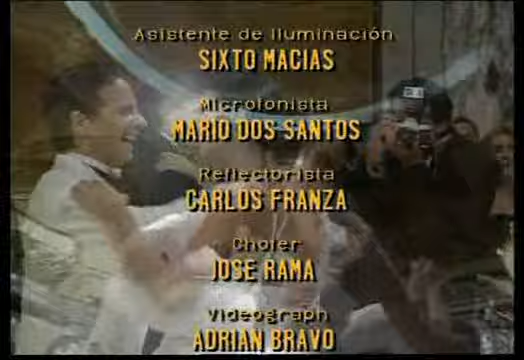 Asistente de Iluminación
SIXTO MACIAS
Microfonista
MARIO DOS SANTOS
Reflectorista
CARLOS FRANZA
Chofer
JOSE RAMA
Videograph
ADRIAN BRAVO